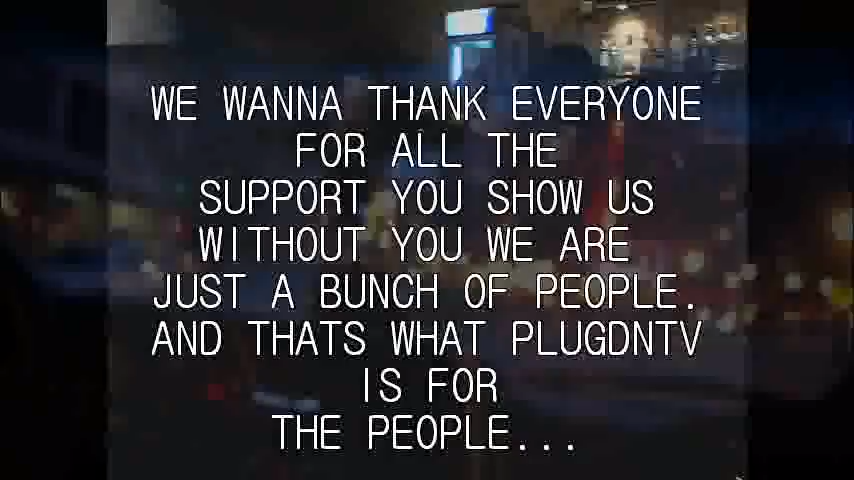 WE WANNA THANK EVERYONE
FOR ALL THE
SUPPORT YOU SHOW US
WITHOUT YOU WE ARE
JUST A BUNCH OF PEOPLE.
AND THATS WHAT PLUGDNTV
IS FOR
THE PEOPLE...